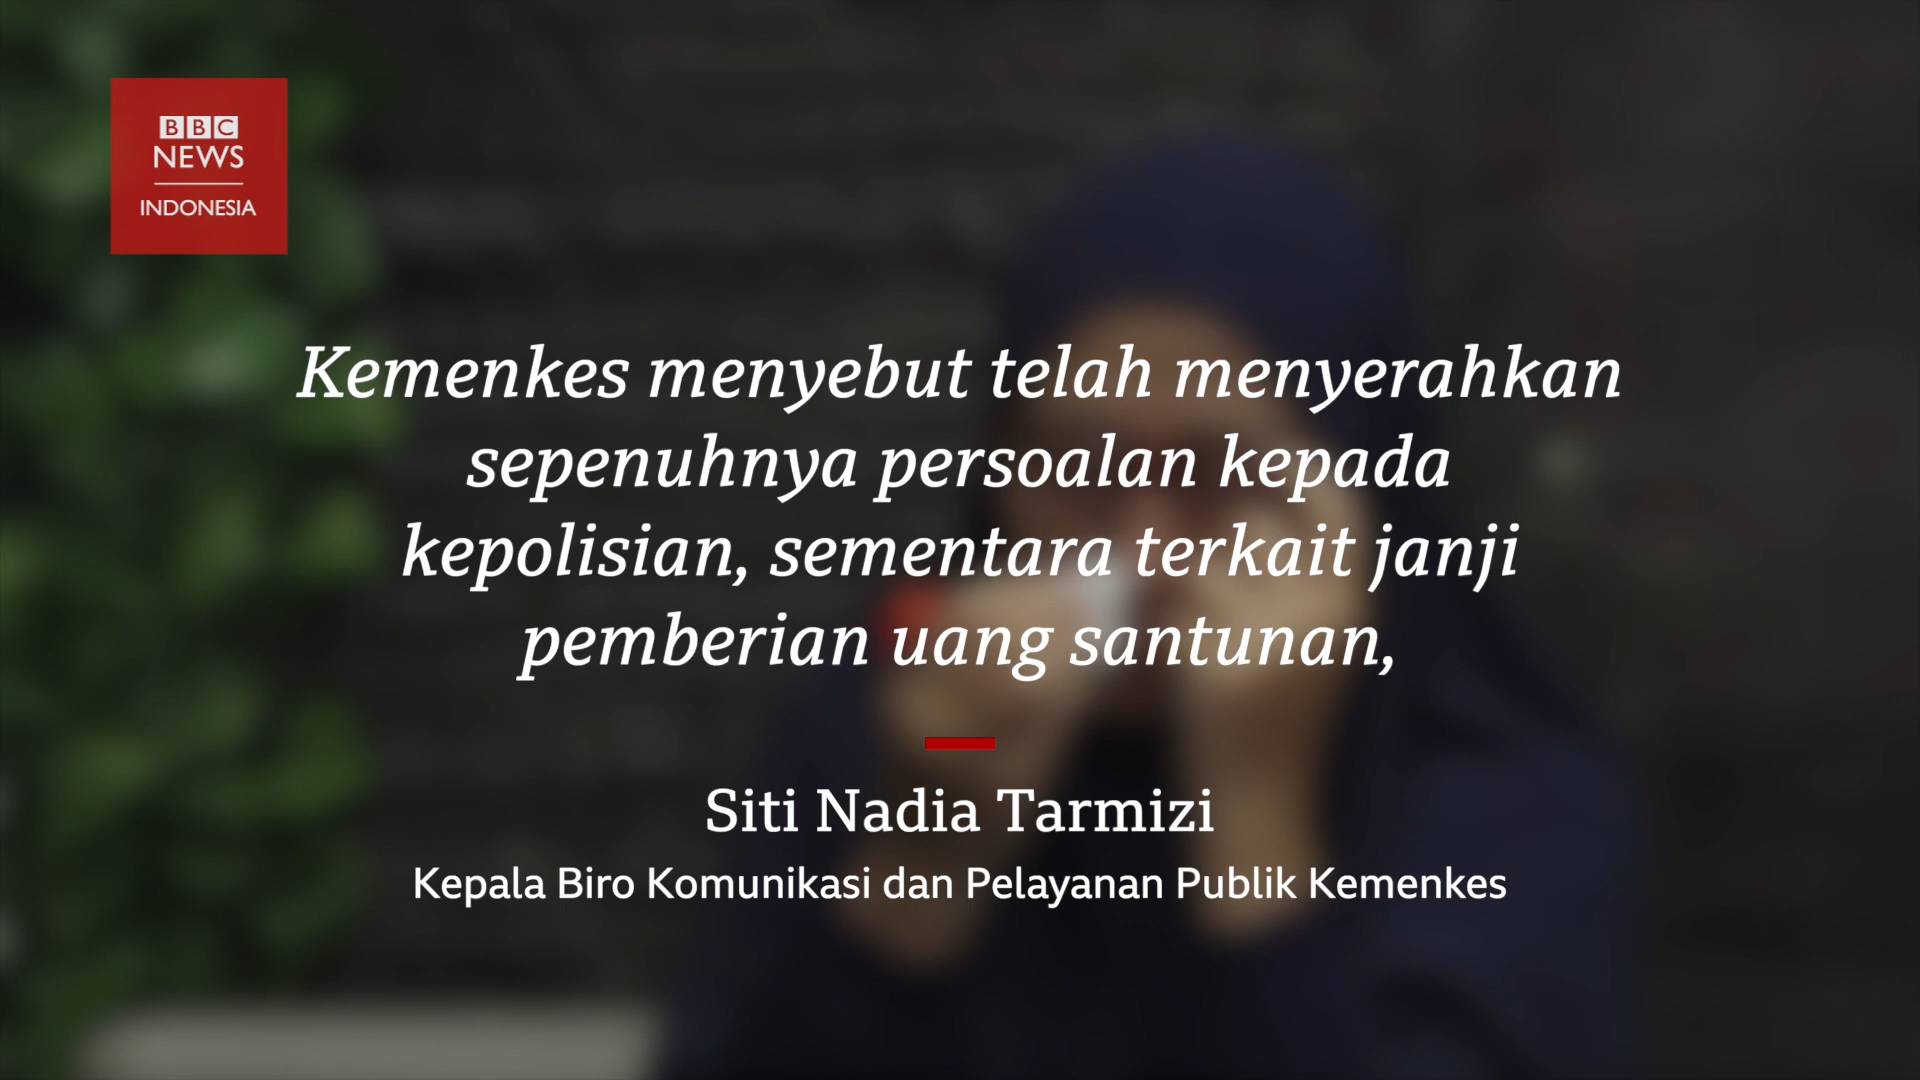 BBC
NEWS
INDONESIA
Kemenkes menyebut telah menyerahkan
sepenuhnya persoalan kepada
kepolisian, sementara terkait janji
pemberian uang santunan,
Siti Nadia Tarmizi
Kepala Biro Komunikasi dan Pelayanan Publik Kemenkes